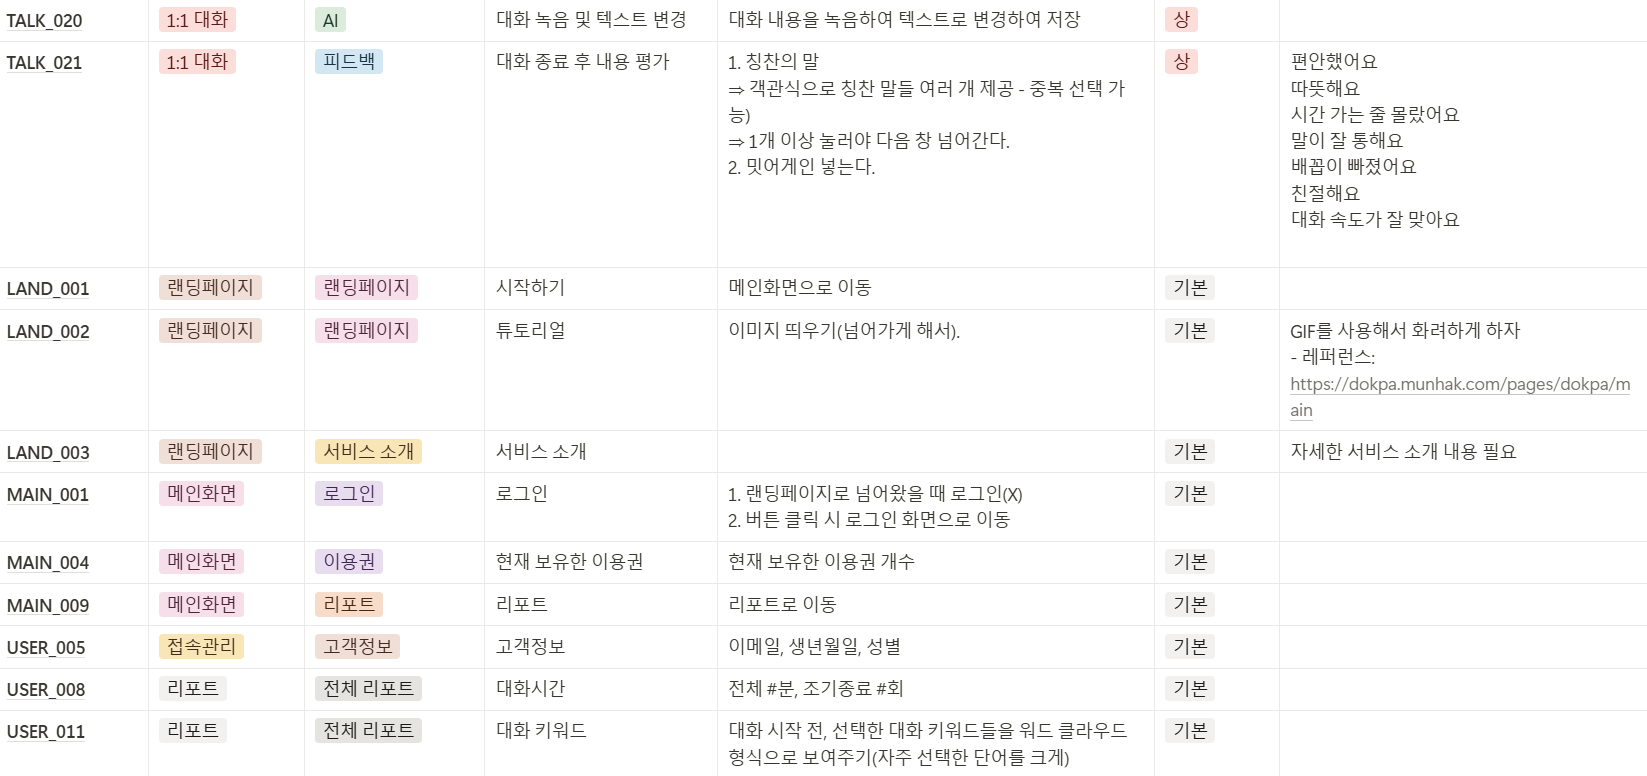 TALK_020 1:1 대화 AI 대화 녹음 및 텍스트 변경 대화 내용을 녹음하여 텍스트로 변경하여 저장 상
TALK_021 1:1 대화 피드백 대화 종료 후 내용 평가 1. 칭찬의 말 상 편안했어요
⇒ 객관식으로 칭찬 말들 여러 개 제공 - 중복 선택 가 따뜻해요
능) 시간 가는 줄 몰랐어요
⇒ 1개 이상 눌러야 다음 창 넘어간다. 말이 잘 통해요
2. 밋어게인 넣는다. 배꼽이 빠졌어요
친절해요
대화 속도가 잘 맞아요
LAND_001 랜딩페이지 랜딩페이지 시작하기 메인화면으로 이동 기본
LAND_002 랜딩페이지 랜딩페이지 튜토리얼 이미지 띄우기(넘어가게 해서). 기본 GIF를 사용해서 화려하게 하자
- 레퍼런스:
https://dokpa.munhak.com/pages/dokpa/m
ain
LAND_003 랜딩페이지 서비스 소개 서비스 소개 기본 자세한 서비스 소개 내용 필요
MAIN_001 메인화면 로그인 로그인 1. 랜딩페이지로 넘어왔을 때 로그인(X) 기본
2. 버튼 클릭 시 로그인 화면으로 이동
MAIN_004 메인화면 이용권 현재 보유한 이용권 현재 보유한 이용권 개수 기본
MAIN_009 메인화면 리포트 리포트 리포트로 이동 기본
USER_005 접속관리 고객정보 고객정보 이메일, 생년월일, 성별 기본
USER_008 리포트 전체 리포트 대화시간 전체 #분, 조기종료 #회 기본
USER_011 리포트 전체 리포트 대화 키워드 대화 시작 전, 선택한 대화 키워드들을 워드 클라우드 기본
형식으로 보여주기(자주 선택한 단어를 크게)